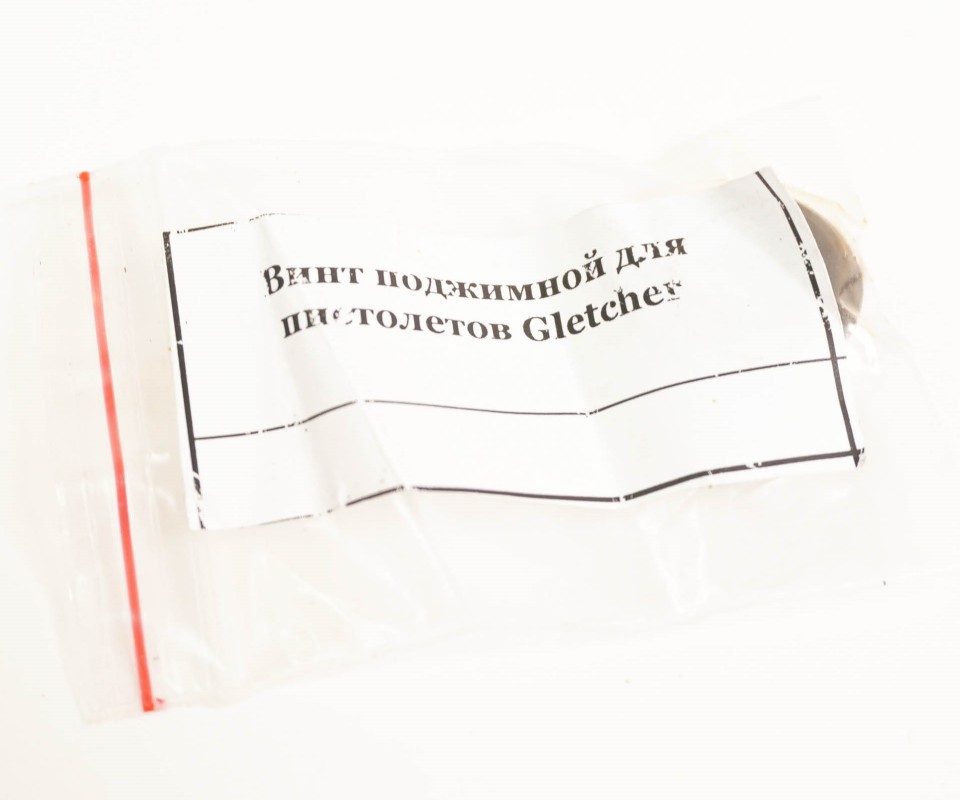 Винт поджимной для
пистолетов Gletcher